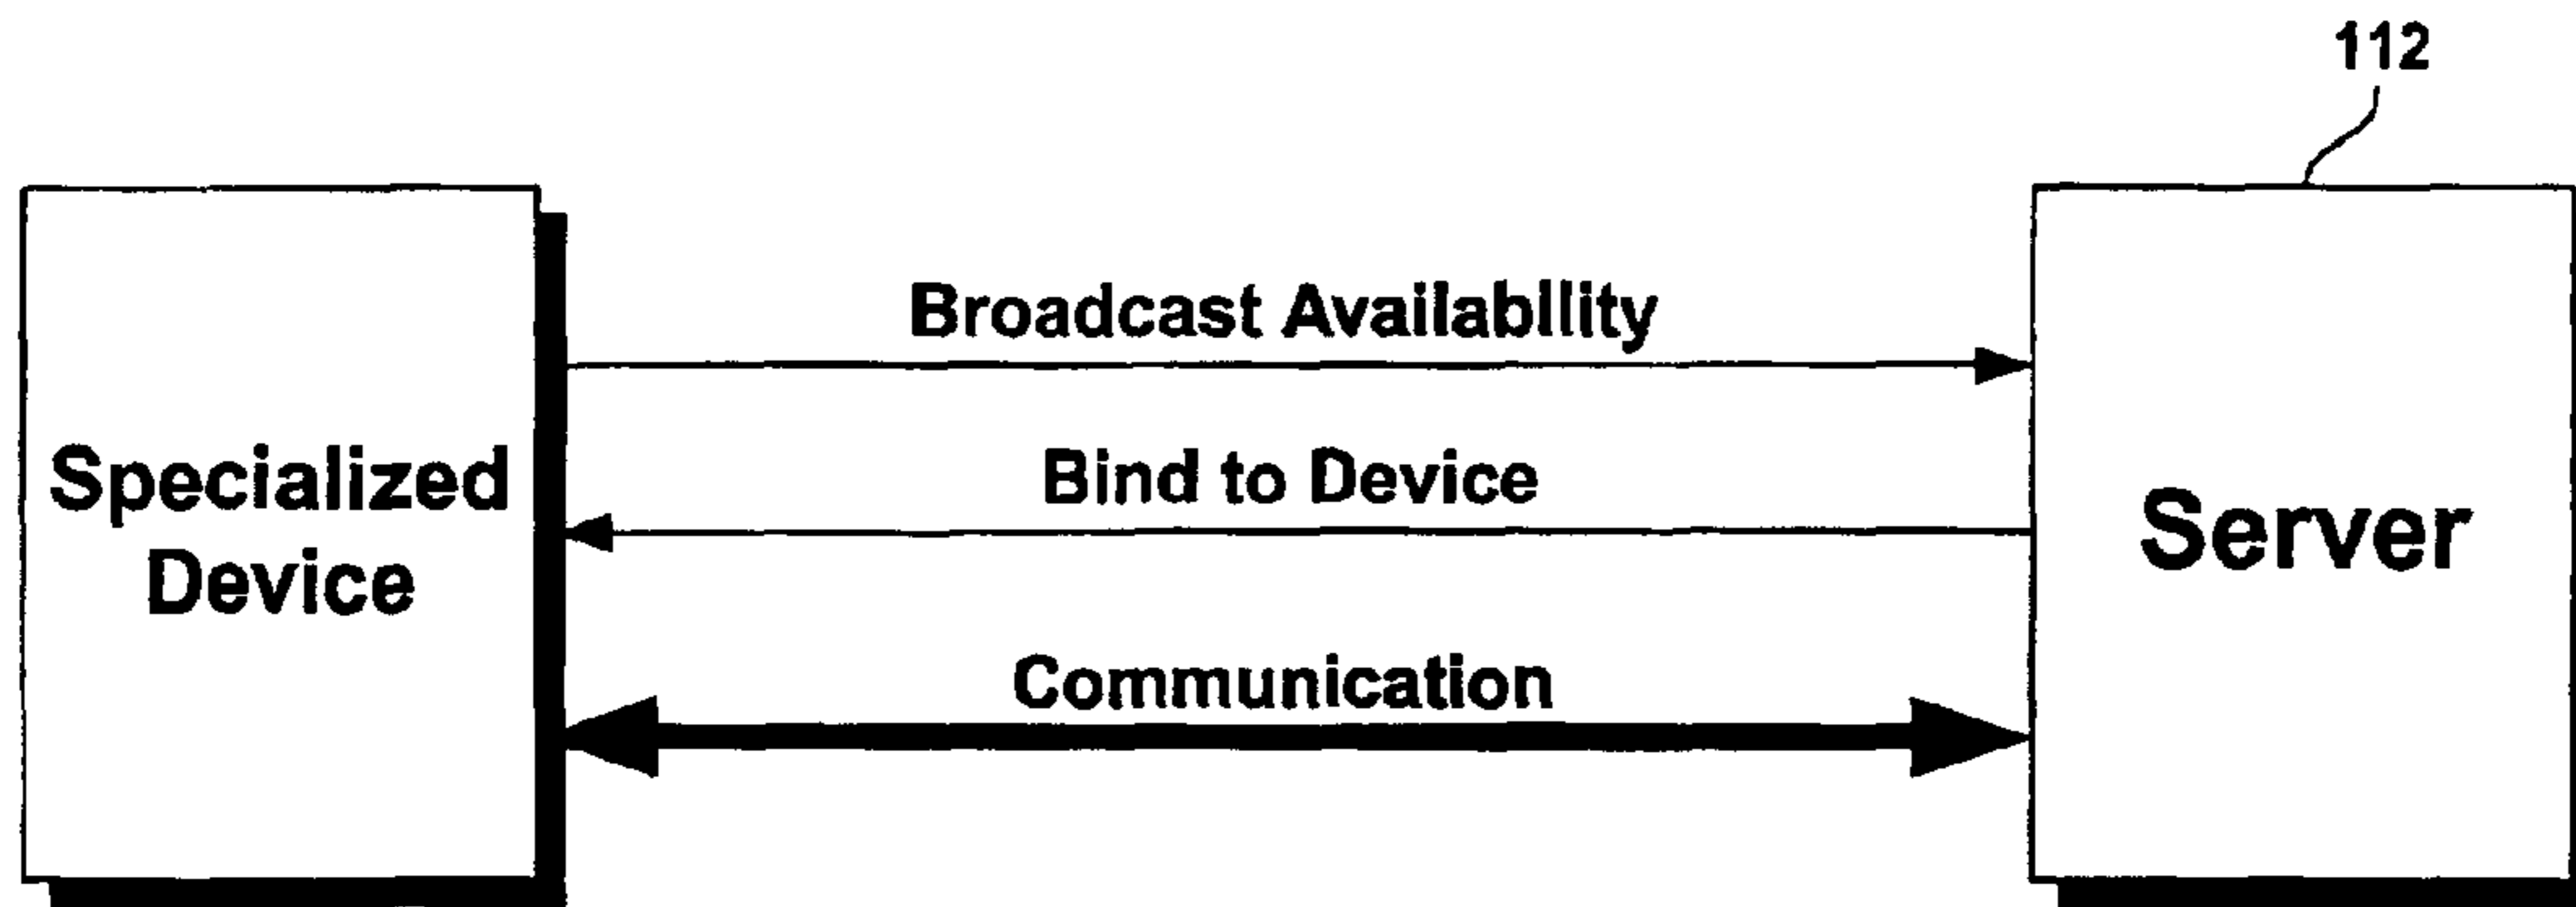 112
Broadcast Availability
Specialized
Device
Bind to Device
Server
Communication